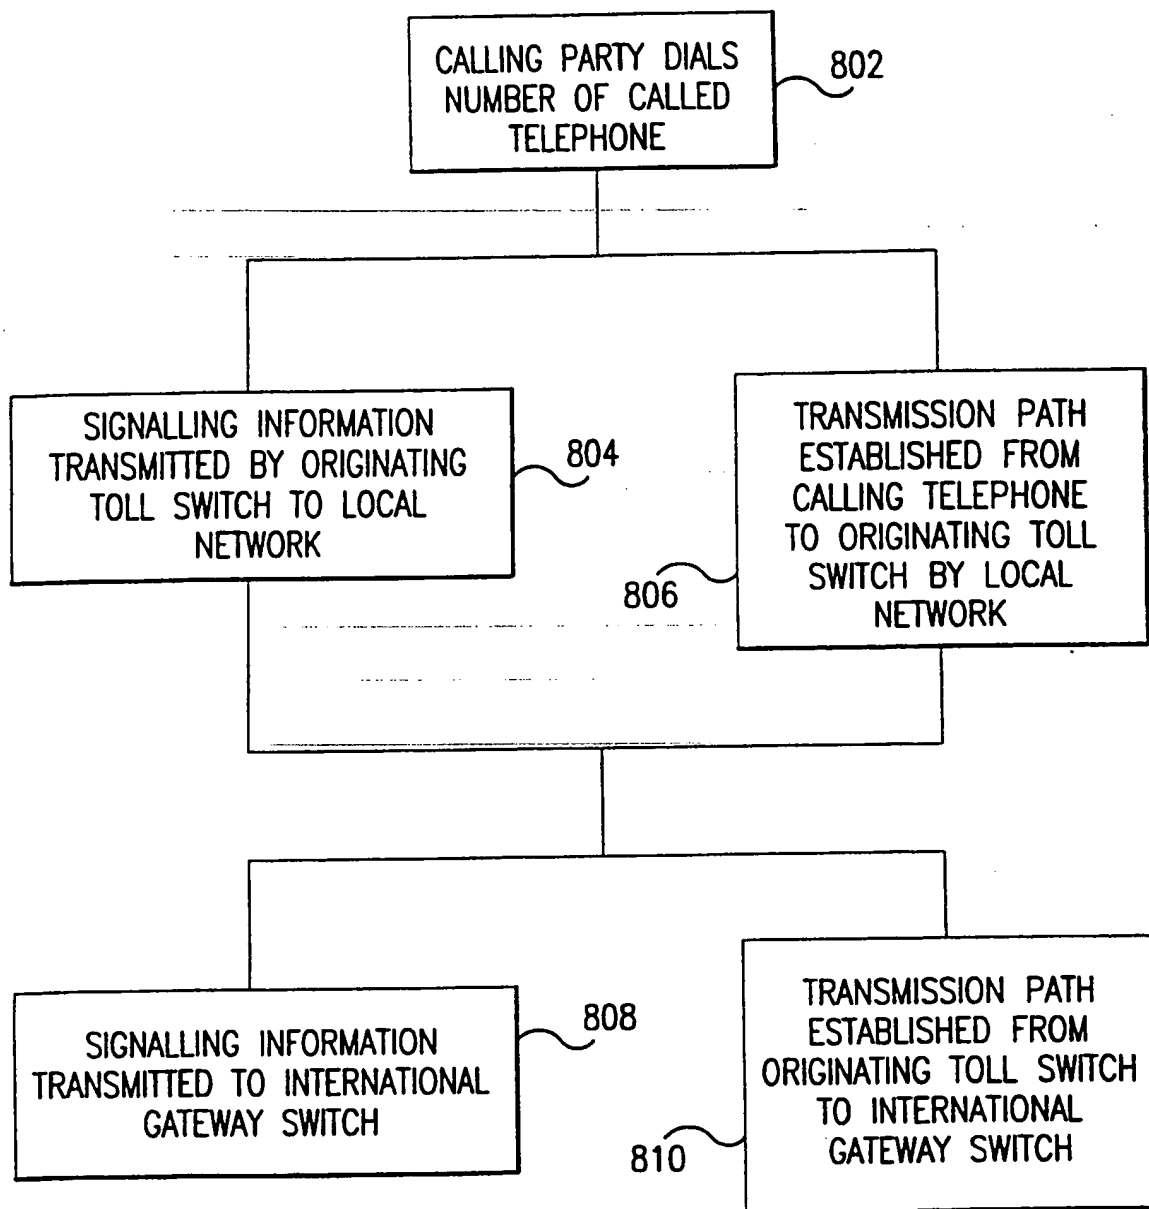 CALLING PARTY DIALS
NUMBER OF CALLED
TELEPHONE
802
SIGNALLING INFORMATION
TRANSMITTED BY ORIGINATING
TOLL SWITCH TO LOCAL
NETWORK
804
TRANSMISSION PATH
ESTABLISHED FROM
CALLING TELEPHONE
TO ORIGINATING TOLL
SWITCH BY LOCAL
NETWORK
806
SIGNALLING INFORMATION
TRANSMITTED TO INTERNATIONAL
GATEWAY SWITCH
808
TRANSMISSION PATH
ESTABLISHED FROM
ORIGINATING TOLL SWITCH
TO INTERNATIONAL
GATEWAY SWITCH
810